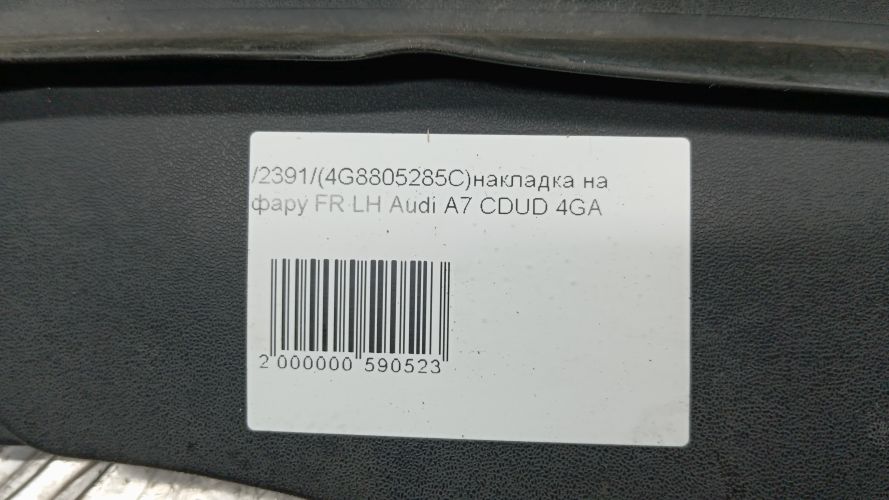 /2391/(4G8805285C)накладка на
фару FR LH Audi A7 CDUD 4GA
2 000000 590523